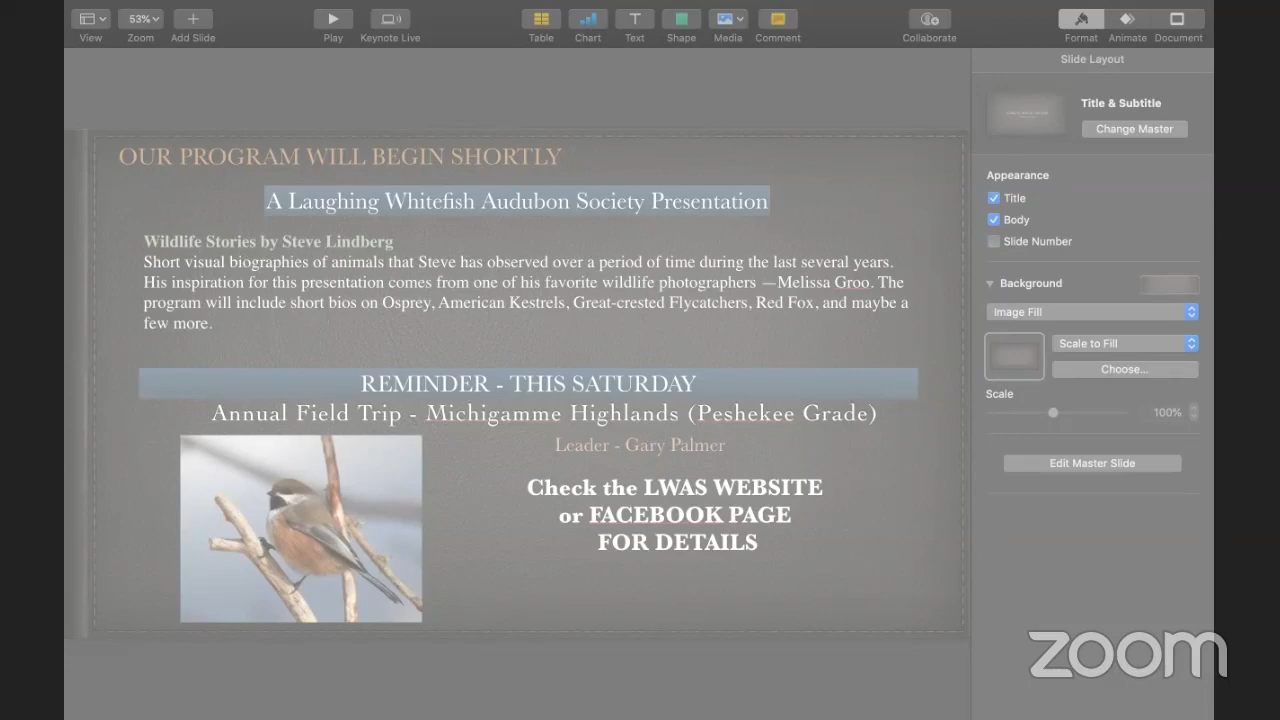 53%
View
Zoom
Add Slide
Play
Keynote Live
Table
Chart
Text
Shape
Media
Comment
Collaborate
Format
Animate
Document
Slide Layout
Title & Subtitle
Change Master
Appearance
Title
Body
Slide Number
Background
Image Fill
Scale to Fill
Choose...
Scale
100%
Edit Master Slide
OUR PROGRAM WILL BEGIN SHORTLY
A Laughing Whitefish Audubon Society Presentation
Wildlife Stories by Steve Lindberg
Short visual biographies of animals that Steve has observed over a period of time during the last several years.
His inspiration for this presentation comes from one of his favorite wildlife photographers —Melissa Groo. The
program will include short bios on Osprey, American Kestrels, Great-crested Flycatchers, Red Fox, and maybe a
few more.
REMINDER - THIS SATURDAY
Annual Field Trip - Michigamme Highlands (Peshekee Grade)
Leader - Gary Palmer
Check the LWAS WEBSITE
or FACEBOOK PAGE
FOR DETAILS
zoom